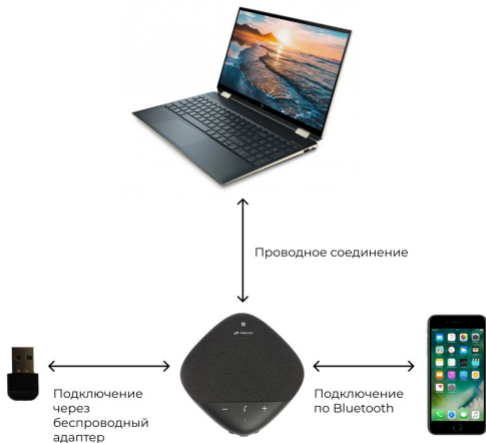 Проводное соединение
Подключение
через
беспроводный
адаптер
Подключение
по Bluetooth